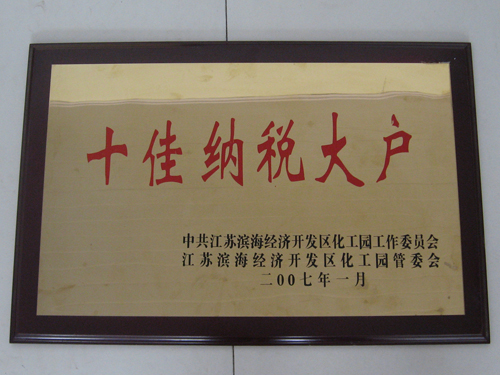 十佳纳税大户
中共江苏滨海经济开发区化工园工作委员会
江苏滨海经济开发区化工园管委会
二00七年一月